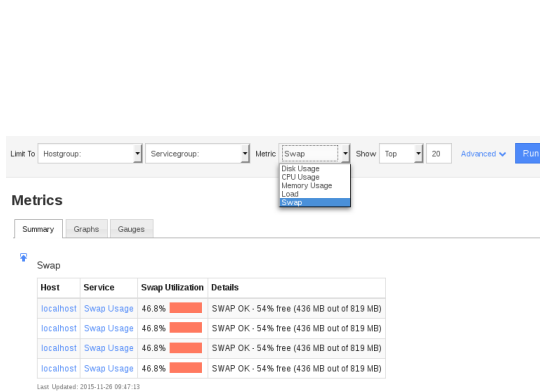 Limit To Hostgroup: Servicegroup: Metric Swap Show Top 20 Advanced Run
Disk Usage
CPU Usage
Memory Usage
Load
Swap
Metrics
Summary Graphs Gauges
Swap
Host Service Swap Utilization Details
localhost Swap Usage 46.8% SWAP OK - 54% free (436 MB out of 819 MB)
localhost Swap Usage 46.8% SWAP OK - 54% free (436 MB out of 819 MB)
localhost Swap Usage 46.8% SWAP OK - 54% free (436 MB out of 819 MB)
localhost Swap Usage 46.8% SWAP OK - 54% free (436 MB out of 819 MB)
Last Updated: 2015-11-26 09:47:13